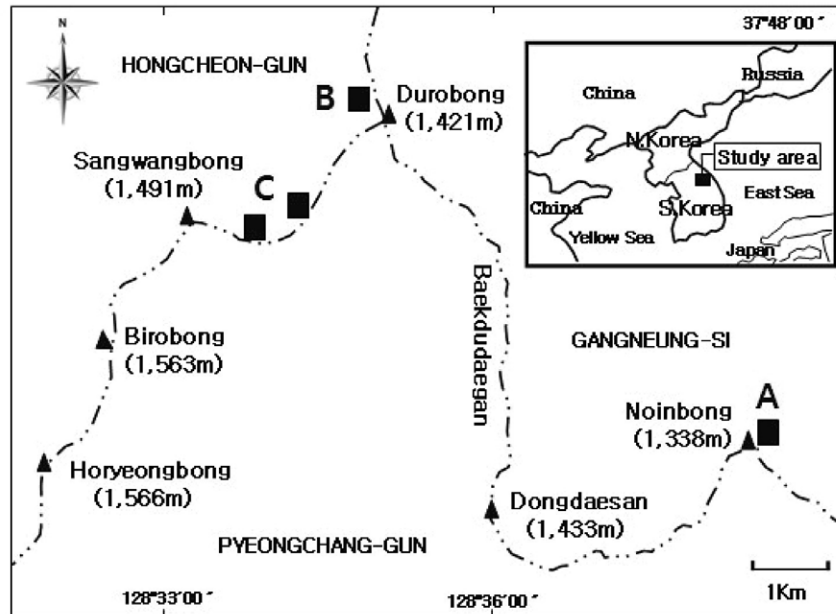 37°48′00″
N
HONGCHEON-GUN
B
Durobong
(1,421m)
Sangwangbong
(1,491m)
C
Russia
China
N.Korea
Study area
East Sea
China
S.Korea
Yellow Sea
Japan
Baekdudaegan
Birobong
(1,563m)
GANGNEUNG-SI
A
Noinbong
(1,338m)
Horyeongbong
(1,566m)
Dongdaesan
(1,433m)
PYEONGCHANG-GUN
128°33′00″
128°36′00″
1Km